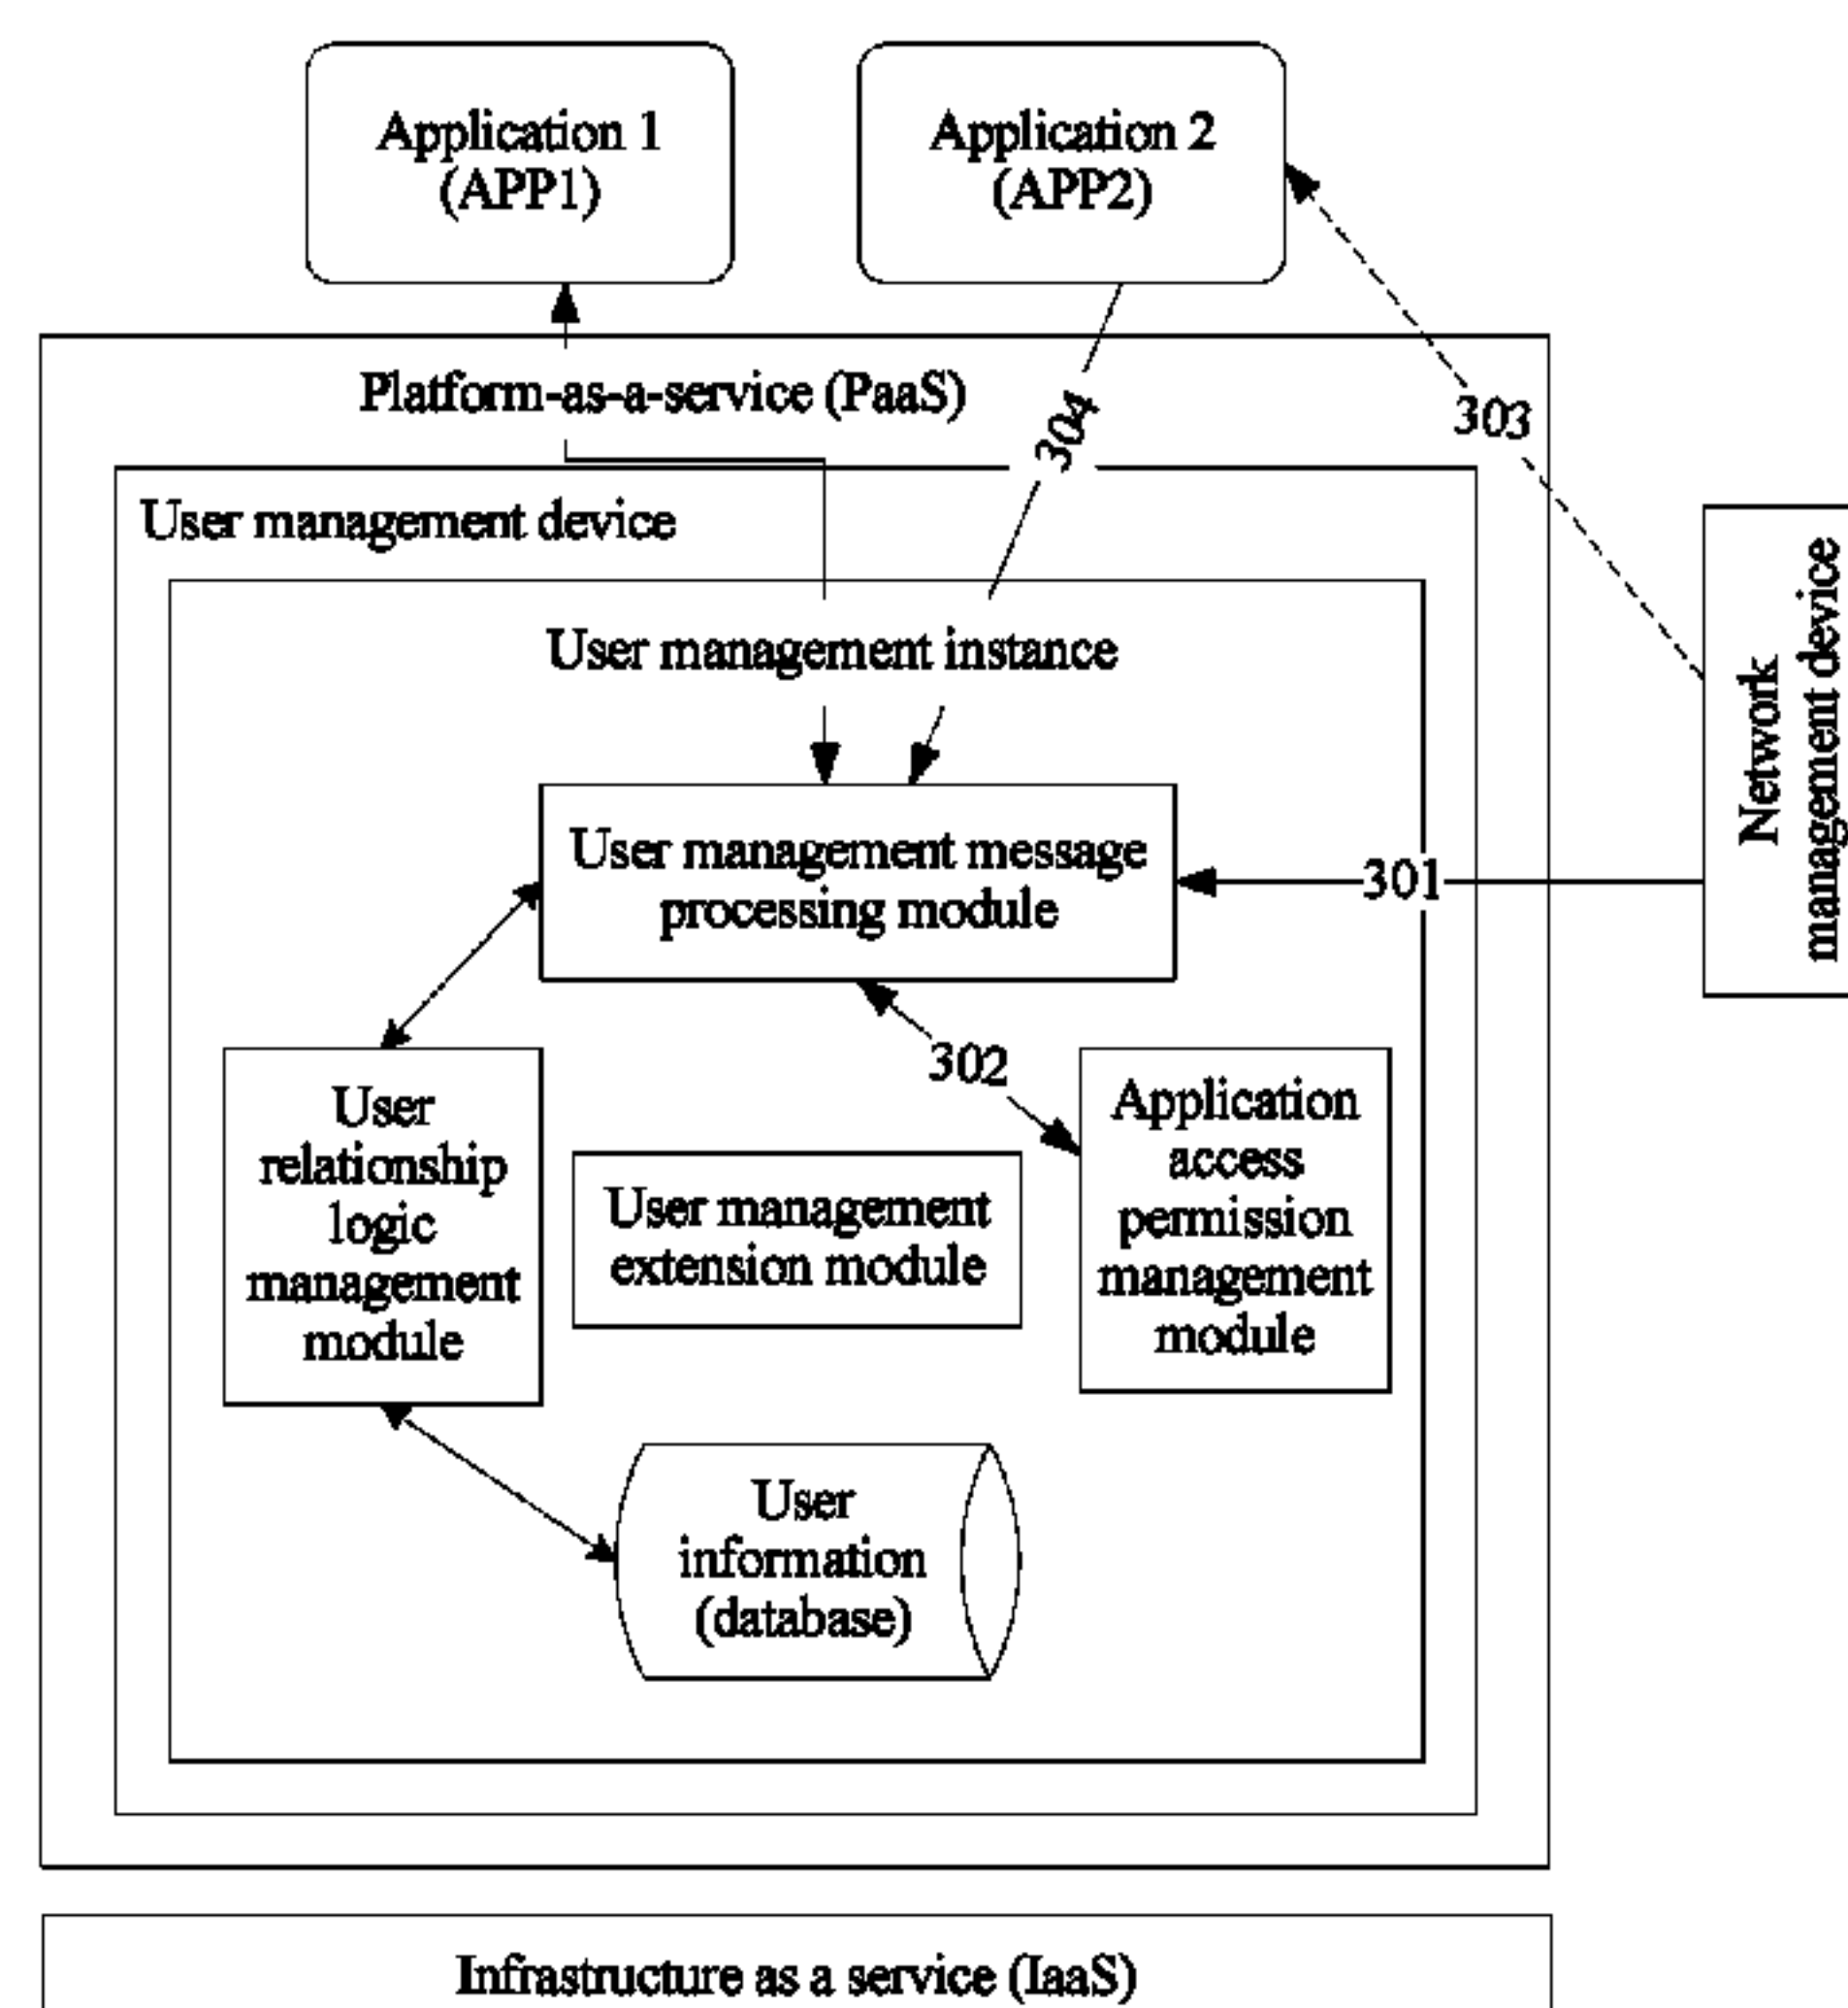 Application 1
(APP1)
Application 2
(APP2)
Platform-as-a-service (PaaS)
304
303
User management device
User management instance
Network
management device
User management message
processing module
301
302
User
relationship
logic
management
module
User management
extension module
Application
access
permission
management
module
User
information
(database)
Infrastructure as a service (IaaS)